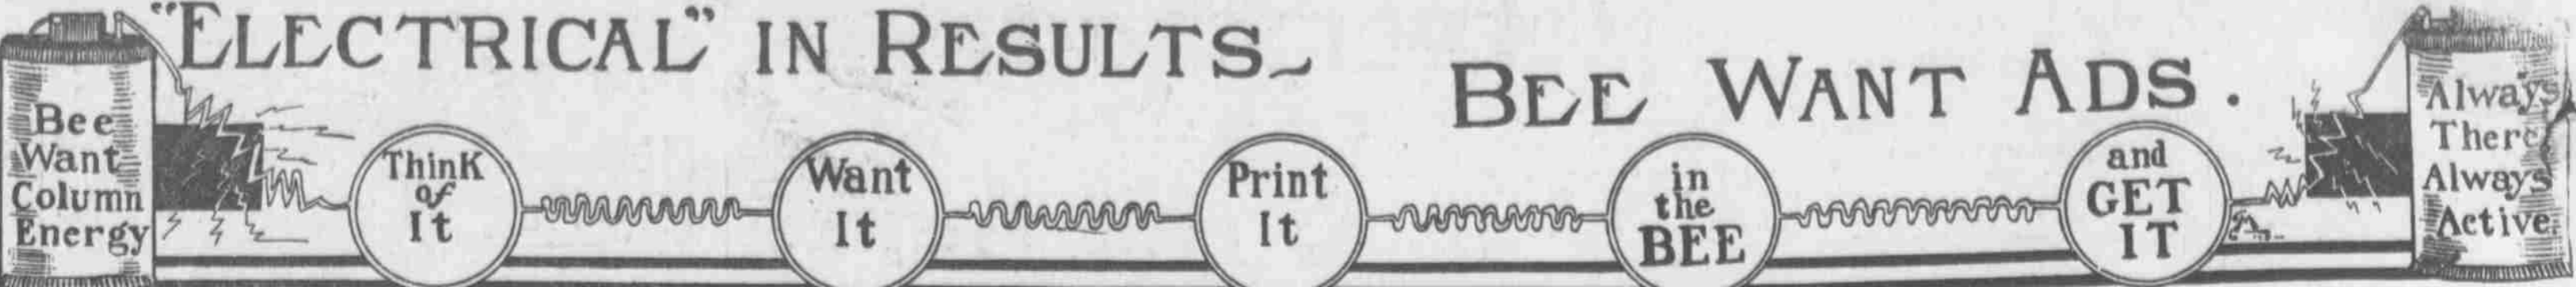 "ELECTRICAL" IN RESULTS~ BEE WANT ADS.
Bee
Want
Column
Energy
Think
of
It
Want
It
Print
It
in
the
BEE
and
GET
IT
Always
There
Always
Active.